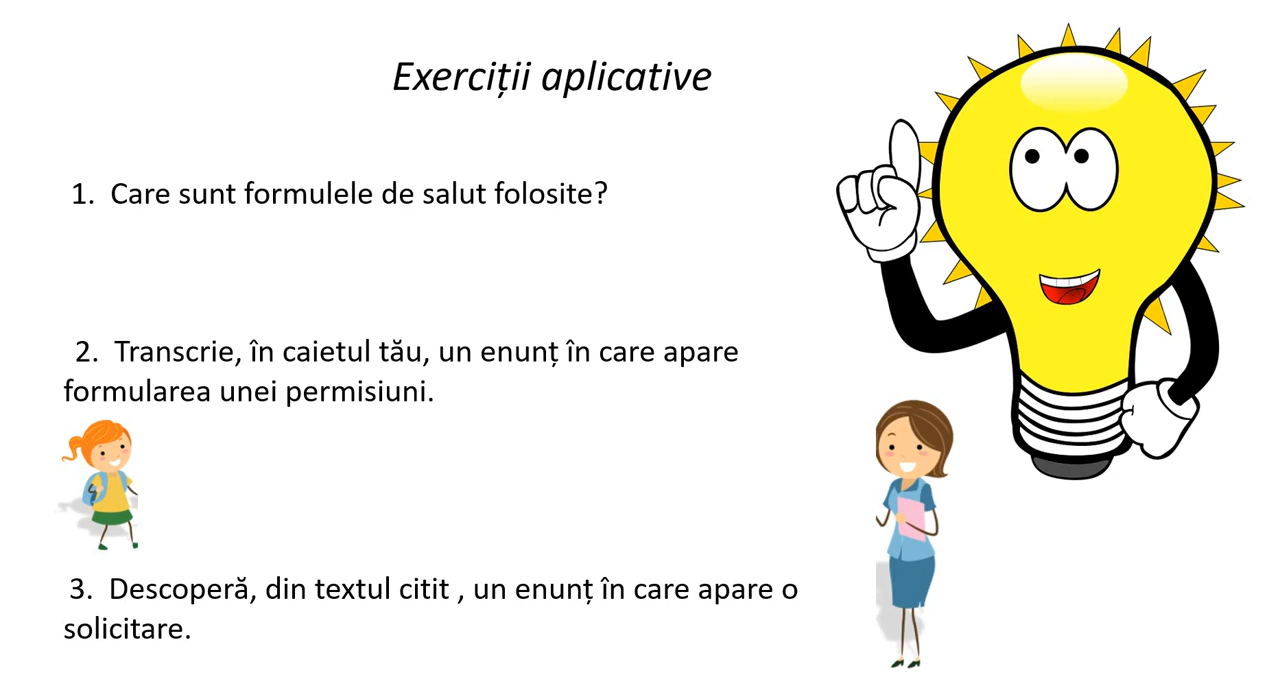 Exerciții aplicative
1. Care sunt formulele de salut folosite?
2. Transcrie, în caietul tău, un enunț în care apare
formularea unei permisiuni.
3. Descoperă, din textul citit , un enunț în care apare o
solicitare.